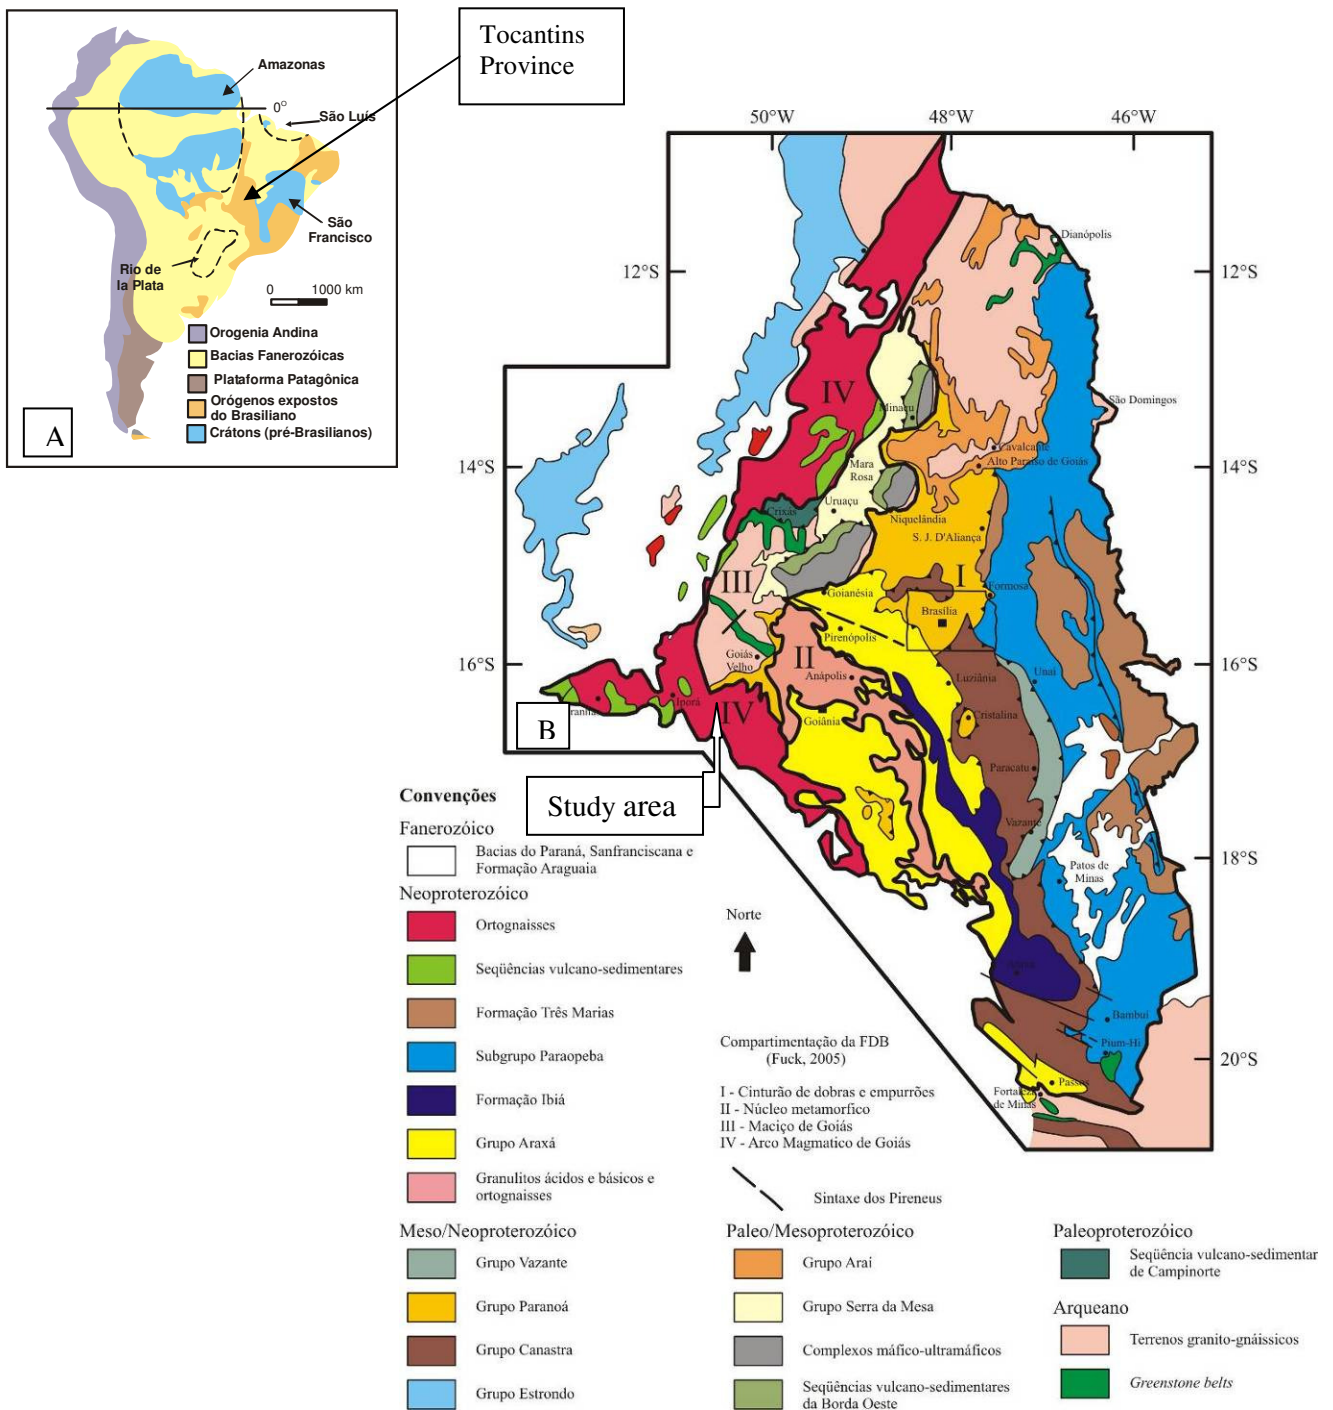 Tocantins
Province
Amazonas
0°
São Luís
São
Francisco
Rio de
la Plata
0 1000 km
Orogenia Andina
Bacias Fanerozóicas
Plataforma Patagônica
Orógenos expostos
do Brasiliano
Crátons (pré-Brasilianos)
A
50°W 48°W 46°W
12°S 12°S
14°S 14°S
16°S 16°S
18°S
20°S
Dianópolis
São Domingos
IV
Minaçu
Cavalcante
Alto Paraíso de Goiás
Mara
Rosa
Uruaçu
Crixás
Niquelândia
S. J. D'Aliança
III
I
Goianésia
Formosa
Brasília
Pirenópolis
Goiás
Velho
II
Anápolis
Luziânia
Unaí
Iporá
IV
Goiânia
Cristalina
B
Paracatu
Study area
Vazante
Patos de
Minas
Bambuí
Pium-Hi
Passos
Fortaleza
de Minas
Norte
Convenções
Fanerozóico
Bacias do Paraná, Sanfranciscana e
Formação Araguaia
Neoproterozóico
Ortognaisses
Seqüências vulcano-sedimentares
Formação Três Marias
Subgrupo Paraopeba
Formação Ibiá
Grupo Araxá
Granulitos ácidos e básicos e
ortognaisses
Compartimentação da FDB
(Fuck, 2005)
I - Cinturão de dobras e empurrões
II - Núcleo metamorfico
III - Maciço de Goiás
IV - Arco Magmatico de Goiás
Sintaxe dos Pireneus
Meso/Neoproterozóico
Grupo Vazante
Grupo Paranoá
Grupo Canastra
Grupo Estrondo
Paleo/Mesoproterozóico
Grupo Araí
Grupo Serra da Mesa
Complexos máfico-ultramáficos
Seqüências vulcano-sedimentares
da Borda Oeste
Paleoproterozóico
Seqüência vulcano-sedimentar
de Campinorte
Arqueano
Terrenos granito-gnáissicos
Greenstone belts